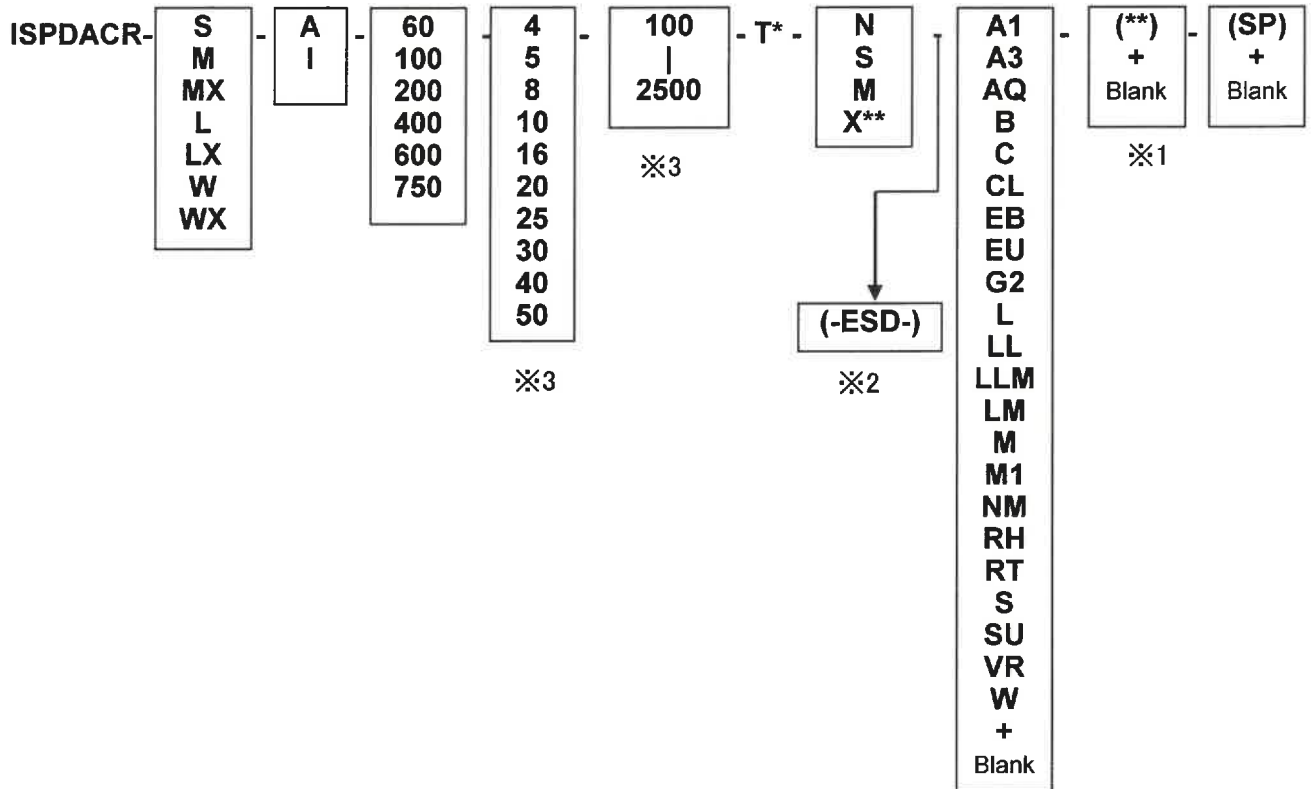 ISPDACR- S - A - 60 - 4 - 100 - T* - N - A1 - (**) - (SP)
M I 100 5 | S A3 + +
MX 200 8 2500 M AQ Blank Blank
L 400 10 X** B
LX 600 16 ※3 C ※1
W 750 20 CL
WX 25 EB
30 EU
40 G2
50 (-ESD-) L
LL
※3 ※2 LLM
LM
M
M1
NM
RH
RT
S
SU
VR
W
+
Blank